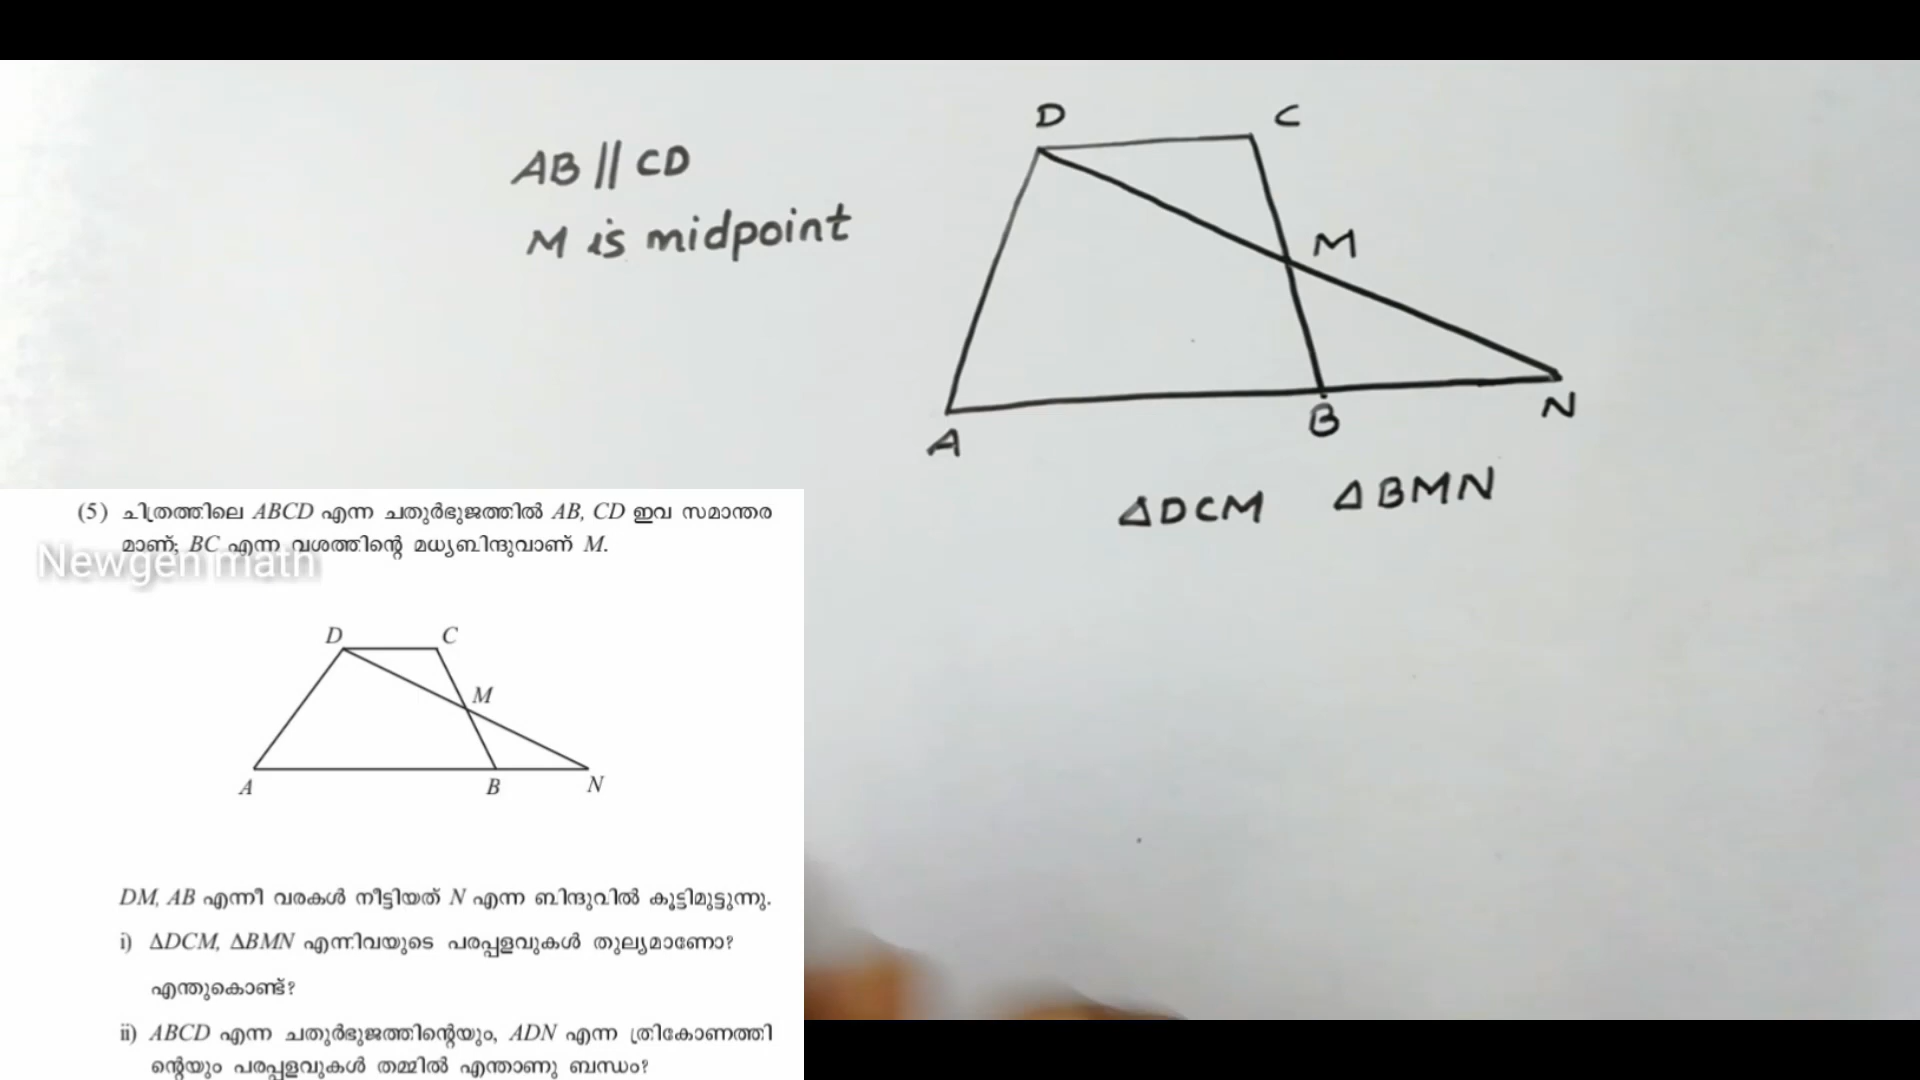 D C
AB || CD
M is midpoint
M
A B N
ΔDCM ΔBMN
(5) ചിത്രത്തിലെ ABCD എന്ന ചതുർഭുജത്തിൽ AB, CD ഇവ സമാന്തര
മാണ്; BC എന്ന വശത്തിന്റെ മധ്യബിന്ദുവാണ് M.
Newgen math
D C
M
A B N
DM, AB എന്നീ വരകൾ നീട്ടിയത് N എന്ന ബിന്ദുവിൽ കൂട്ടിമുട്ടുന്നു.
i) ΔDCM, ΔBMN എന്നിവയുടെ പരപ്പളവുകൾ തുല്യമാണോ?
എന്തുകൊണ്ട്?
ii) ABCD എന്ന ചതുർഭുജത്തിന്റെയും, ADN എന്ന ത്രികോണത്തി
ന്റെയും പരപ്പളവുകൾ തമ്മിൽ എന്താണു ബന്ധം?